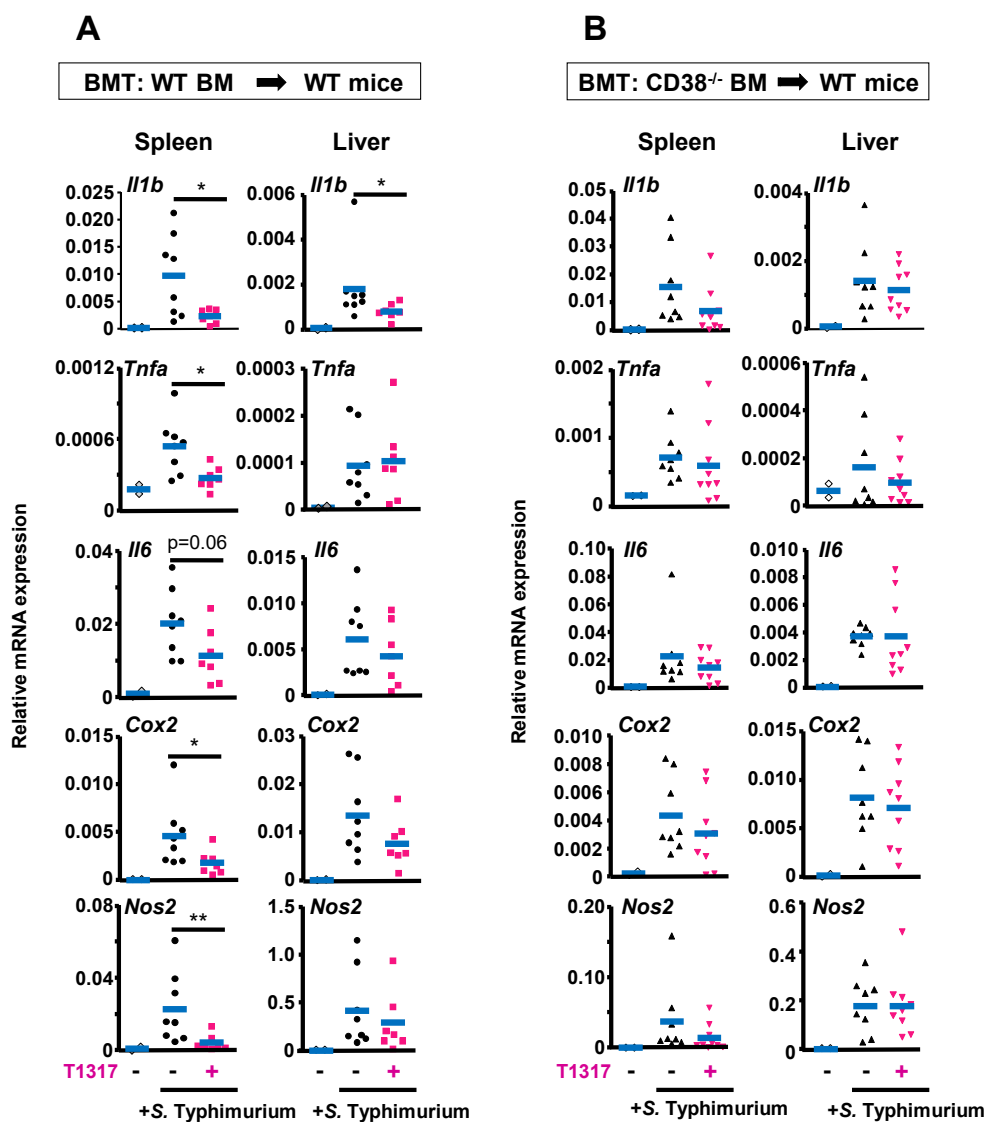 A
BMT: WT BM → WT mice
Spleen Liver
Relative mRNA expression
Il1b
0.025
0.020
0.015
0.010
0.005
0
*
Il1b
0.006
0.004
0.002
0
*
Tnfa
0.0012
0.0006
0
*
Tnfa
0.0003
0.0002
0.0001
0
Il6
0.04
0.02
0
p=0.06
Il6
0.015
0.010
0.005
0
Cox2
0.015
0.010
0.005
0
*
Cox2
0.03
0.02
0.01
0
Nos2
0.08
0.04
0
**
Nos2
1.5
1.0
0.5
0
T1317 - - + - - +
+S. Typhimurium +S. Typhimurium
B
BMT: CD38-/- BM → WT mice
Spleen Liver
Relative mRNA expression
Il1b
0.05
0.04
0.03
0.02
0.01
0
Il1b
0.004
0.002
0
Tnfa
0.002
0.001
0
Tnfa
0.0006
0.0004
0.0002
0
Il6
0.10
0.08
0.06
0.04
0.02
0
Il6
0.010
0.008
0.006
0.004
0.002
0
Cox2
0.010
0.008
0.006
0.004
0.002
0
Cox2
0.015
0.010
0.005
0
Nos2
0.20
0.10
0
Nos2
0.6
0.4
0.2
0
T1317 - - + - - +
+S. Typhimurium +S. Typhimurium